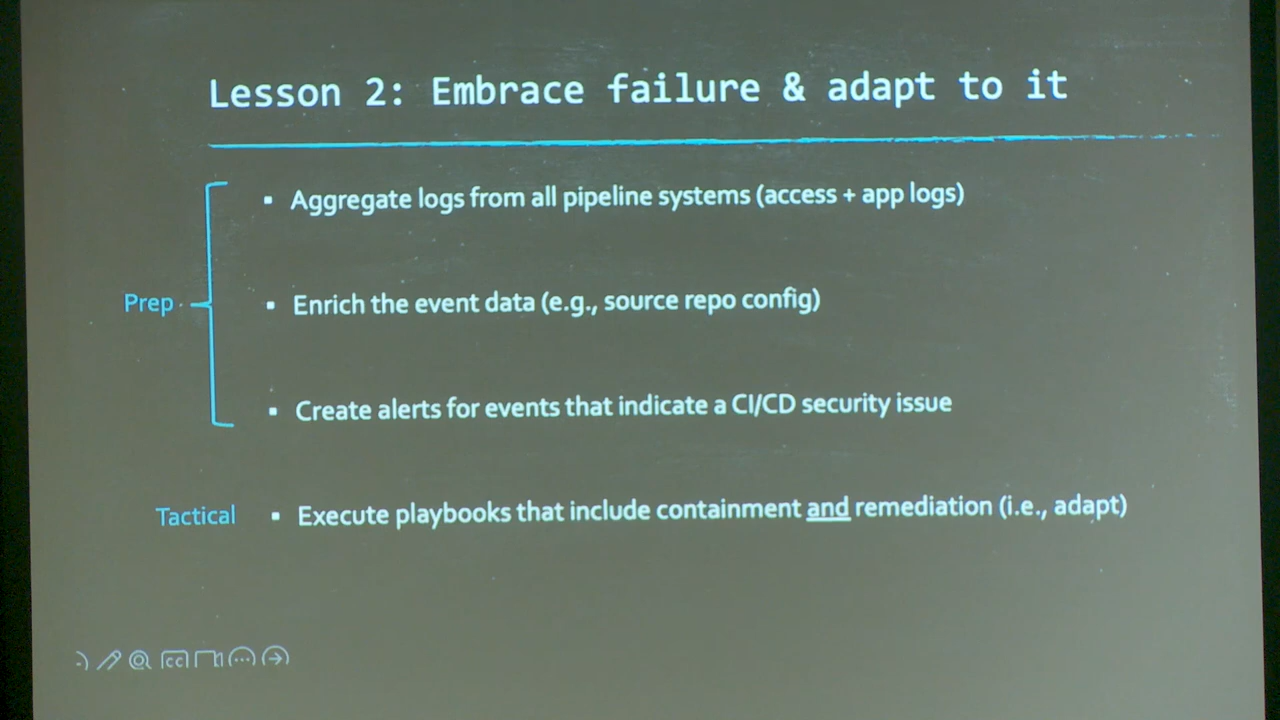 Lesson 2: Embrace failure & adapt to it
▪ Aggregate logs from all pipeline systems (access + app logs)
Prep
▪ Enrich the event data (e.g., source repo config)
▪ Create alerts for events that indicate a CI/CD security issue
Tactical
▪ Execute playbooks that include containment and remediation (i.e., adapt)
cc